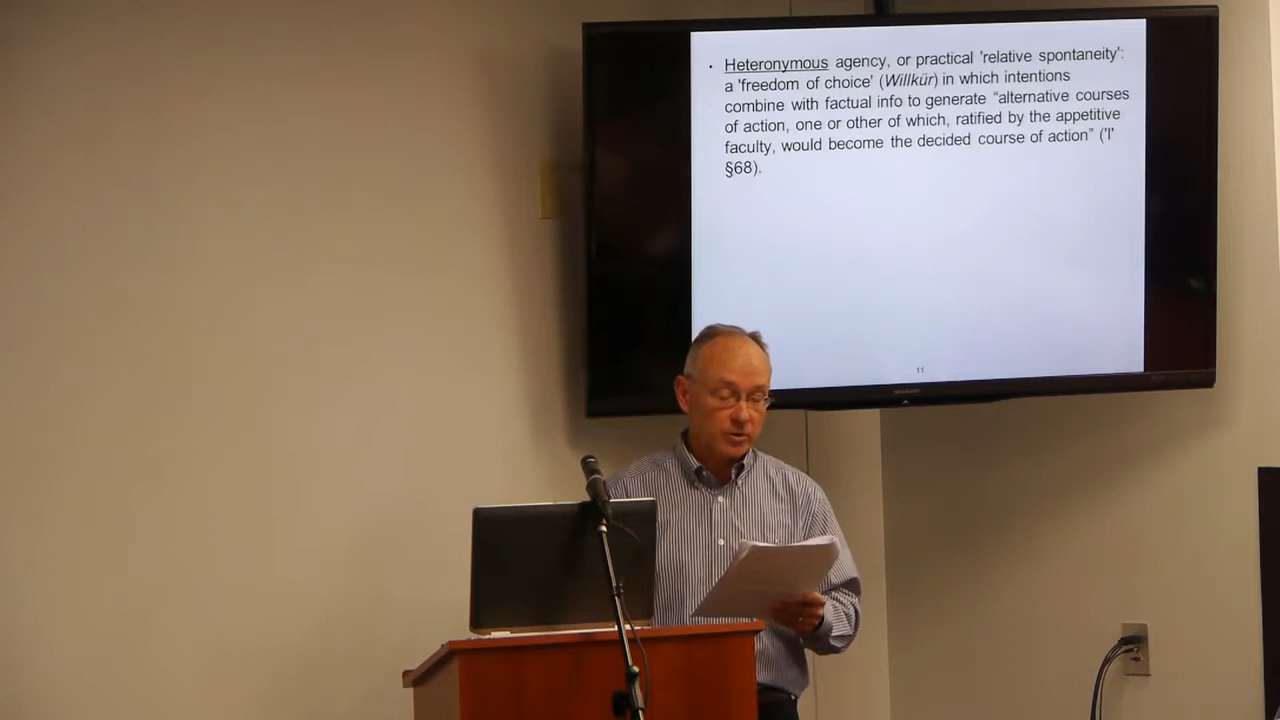 · Heteronymous agency, or practical 'relative spontaneity':
a 'freedom of choice' (Willkür) in which intentions
combine with factual info to generate “alternative courses
of action, one or other of which, ratified by the appetitive
faculty, would become the decided course of action” ('I'
§68).
11
SHARP